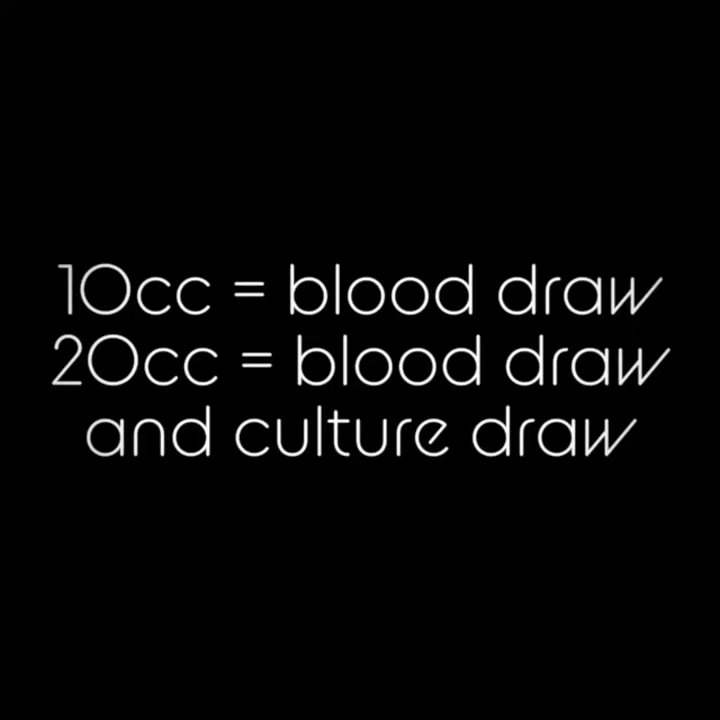 10cc = blood draw
20cc = blood draw
and culture draw